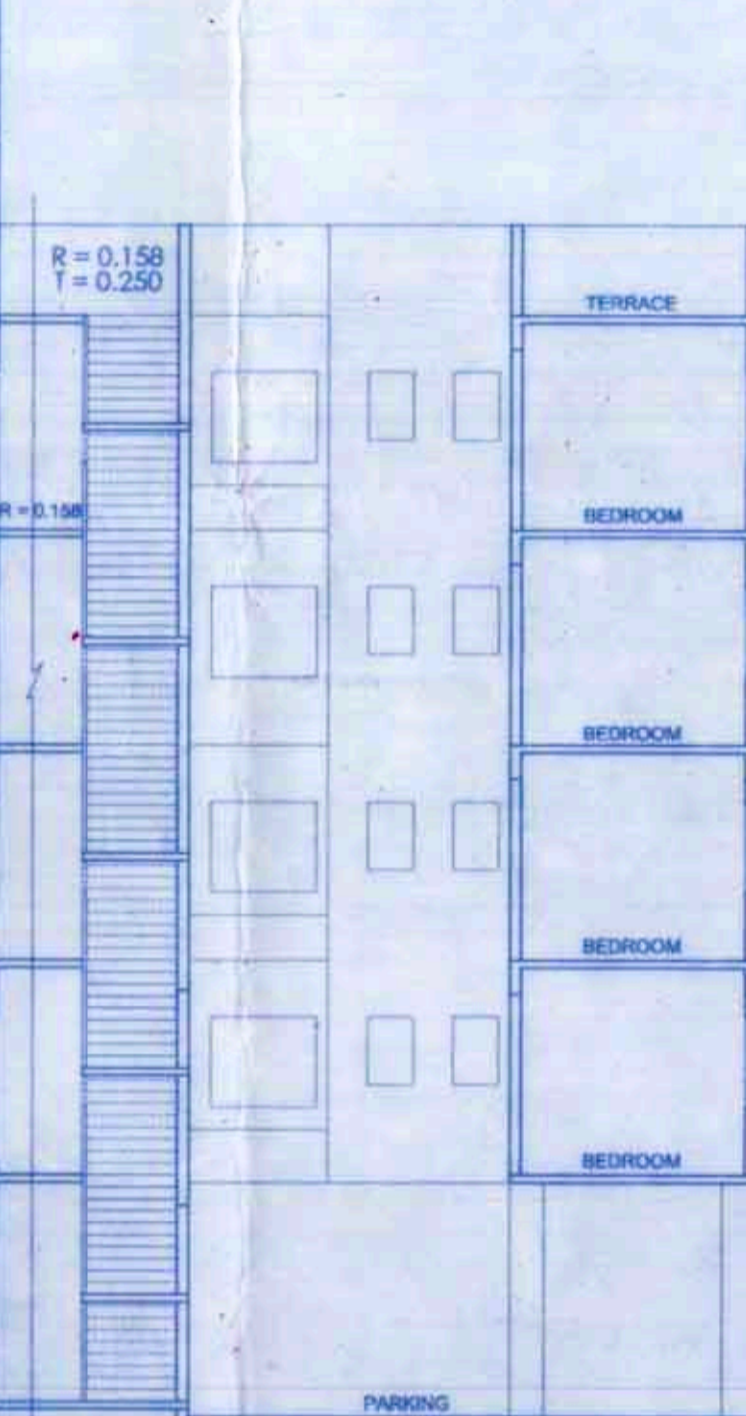 R = 0.158
T = 0.250
TERRACE
R = 0.158
BEDROOM
BEDROOM
BEDROOM
BEDROOM
PARKING